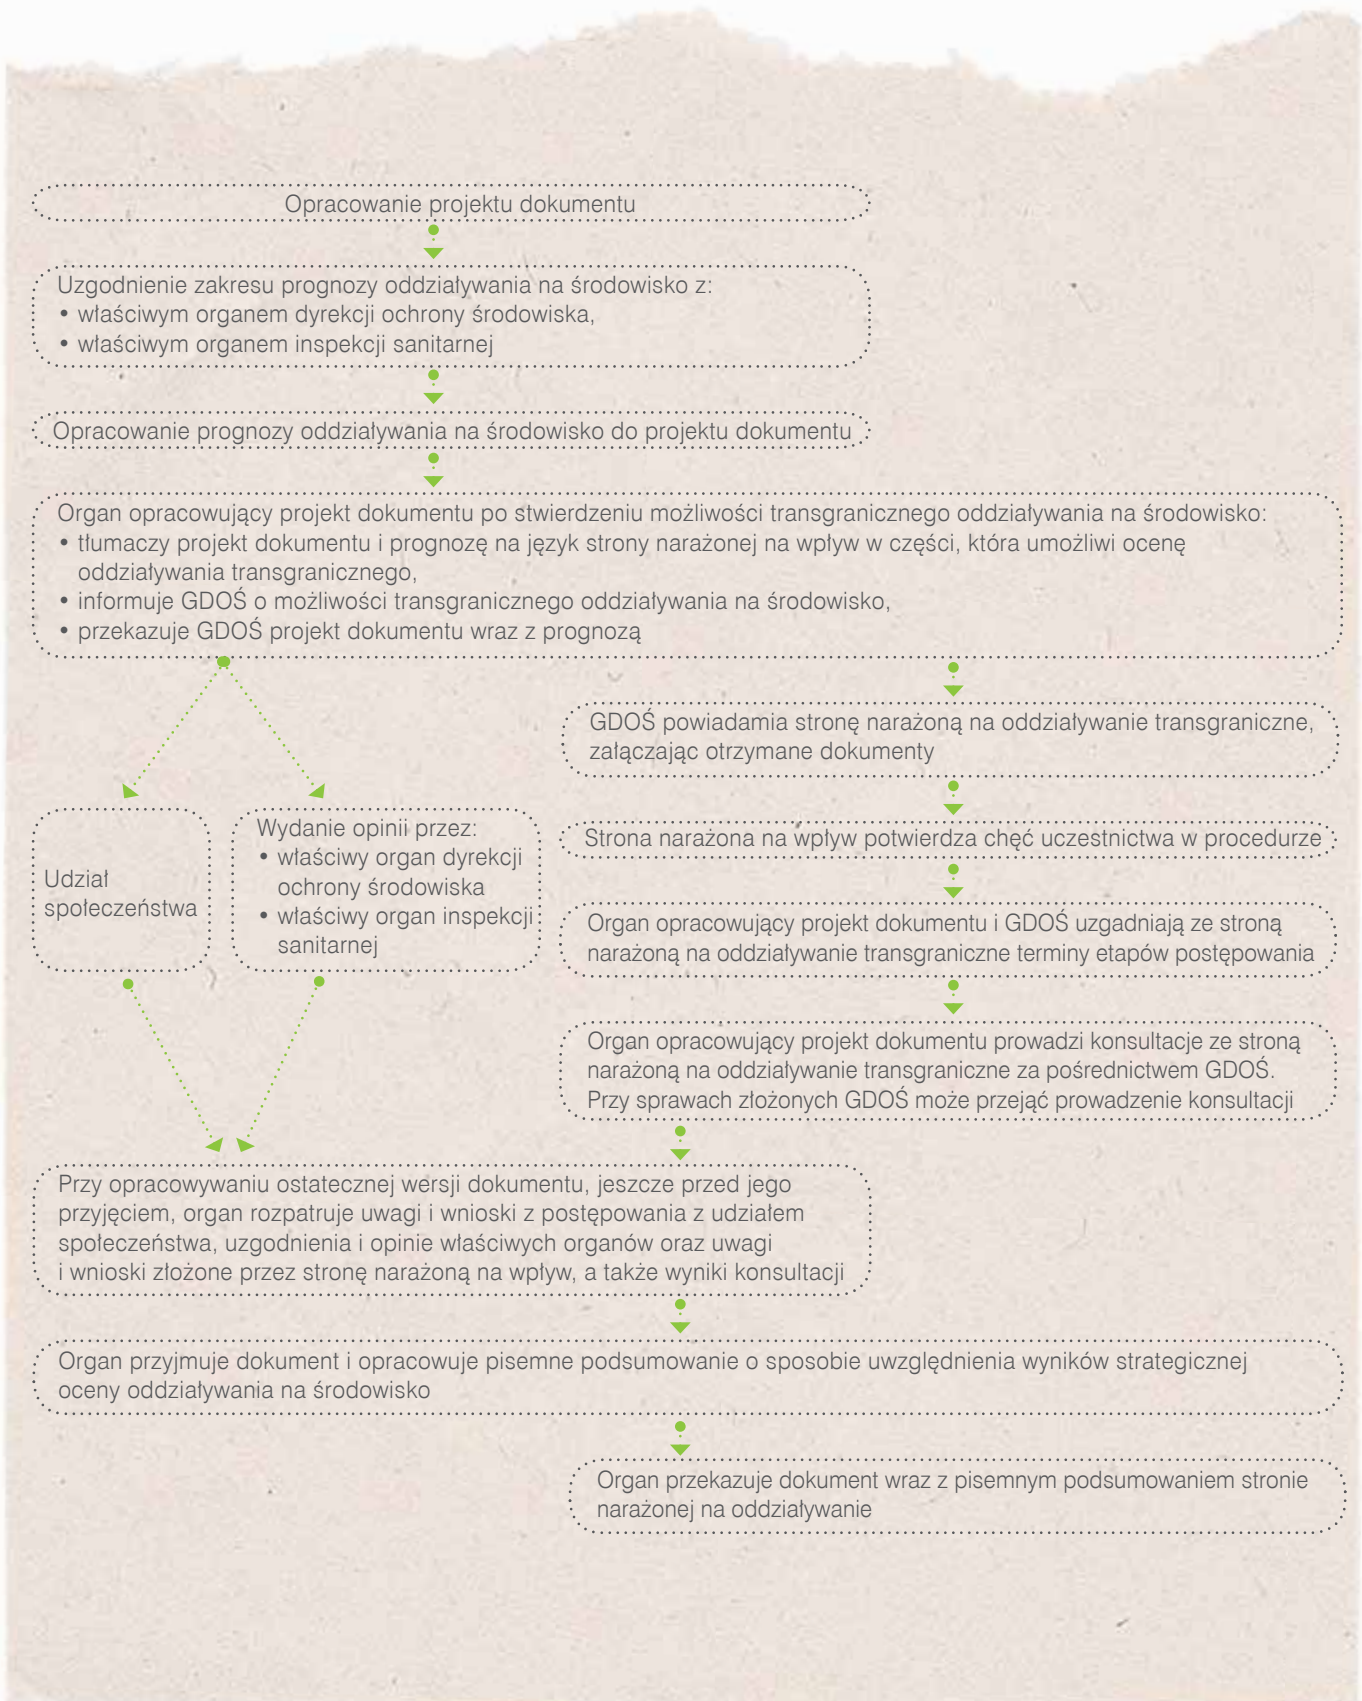 Opracowanie projektu dokumentu
Uzgodnienie zakresu prognozy oddziaływania na środowisko z:
• właściwym organem dyrekcji ochrony środowiska,
• właściwym organem inspekcji sanitarnej
Opracowanie prognozy oddziaływania na środowisko do projektu dokumentu
Organ opracowujący projekt dokumentu po stwierdzeniu możliwości transgranicznego oddziaływania na środowisko:
• tłumaczy projekt dokumentu i prognozę na język strony narażonej na wpływ w części, która umożliwi ocenę
oddziaływania transgranicznego,
• informuje GDOŚ o możliwości transgranicznego oddziaływania na środowisko,
• przekazuje GDOŚ projekt dokumentu wraz z prognozą
Udział
społeczeństwa
Wydanie opinii przez:
• właściwy organ dyrekcji
ochrony środowiska
• właściwy organ inspekcji
sanitarnej
GDOŚ powiadamia stronę narażoną na oddziaływanie transgraniczne,
załączając otrzymane dokumenty
Strona narażona na wpływ potwierdza chęć uczestnictwa w procedurze
Organ opracowujący projekt dokumentu i GDOŚ uzgadniają ze stroną
narażoną na oddziaływanie transgraniczne terminy etapów postępowania
Organ opracowujący projekt dokumentu prowadzi konsultacje ze stroną
narażoną na oddziaływanie transgraniczne za pośrednictwem GDOŚ.
Przy sprawach złożonych GDOŚ może przejąć prowadzenie konsultacji
Przy opracowywaniu ostatecznej wersji dokumentu, jeszcze przed jego
przyjęciem, organ rozpatruje uwagi i wnioski z postępowania z udziałem
społeczeństwa, uzgodnienia i opinie właściwych organów oraz uwagi
i wnioski złożone przez stronę narażoną na wpływ, a także wyniki konsultacji
Organ przyjmuje dokument i opracowuje pisemne podsumowanie o sposobie uwzględnienia wyników strategicznej
oceny oddziaływania na środowisko
Organ przekazuje dokument wraz z pisemnym podsumowaniem stronie
narażonej na oddziaływanie